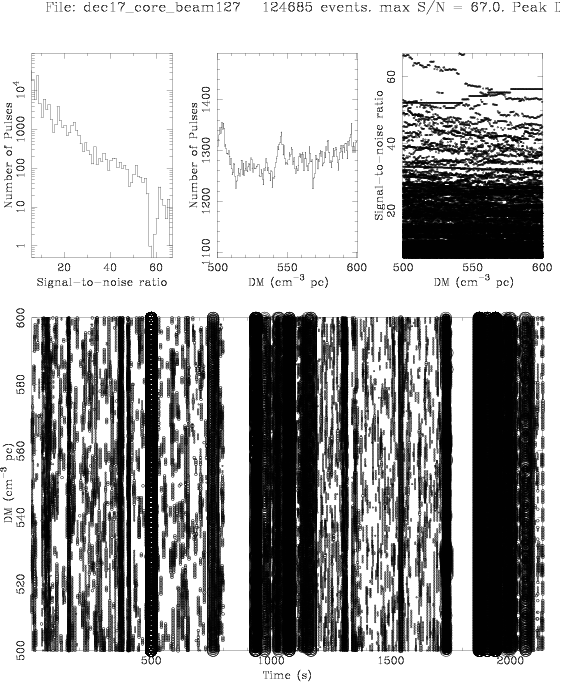 File: dec17_core_beam127 124685 events. max S/N = 67.0. Peak D
Number of Pulses
1 10 100 1000 10⁴
20 40 60
Signal−to−noise ratio
Number of Pulses
1100 1200 1300 1400
500 550 600
DM (cm⁻³ pc)
Signal−to−noise ratio
20 40 60
500 550 600
DM (cm⁻³ pc)
DM (cm⁻³ pc)
500 520 540 560 580 600
500 1000 1500 2000
Time (s)